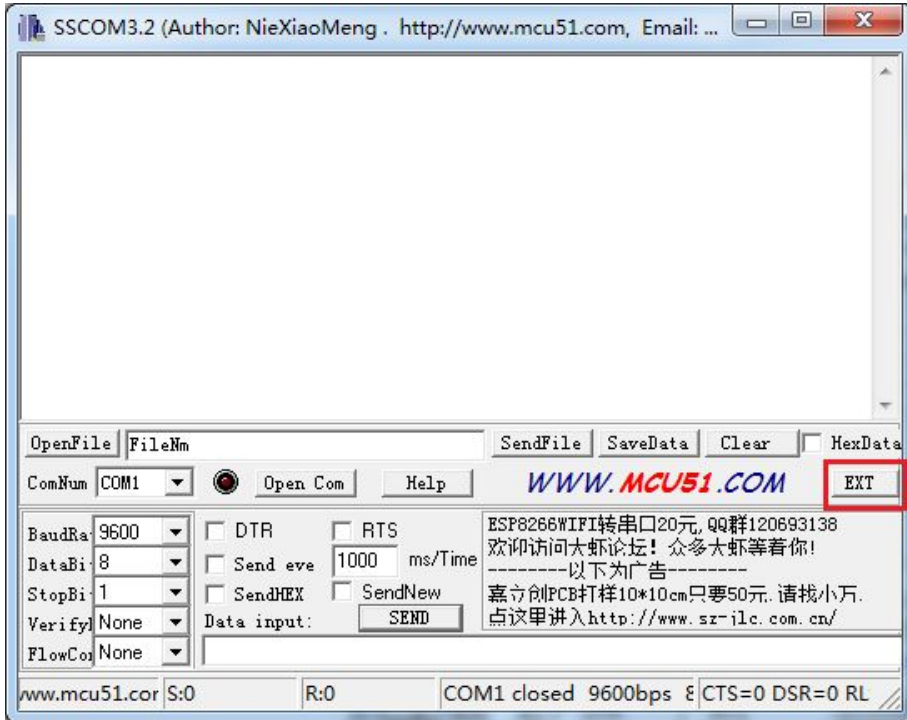 SSCOM3.2 (Author: NieXiaoMeng . http://www.mcu51.com, Email: ...
OpenFile FileNm SendFile SaveData Clear HexData
ComNum COM1 Open Com Help WWW.MCU51.COM EXT
BaudRa 9600 DTR RTS
DataBi 8 Send eve 1000 ms/Time
StopBi 1 SendHEX SendNew
Verify None Data input: SEND
FlowCo None
ESP8266WIFI转串口20元,QQ群120693138
欢迎访问大虾论坛! 众多大虾等着你!
--------以下为广告--------
嘉立创PCB打样10*10cm只要50元.请找小万.
点这里进入http://www.sz-jlc.com.cn/
www.mcu51.cor S:0 R:0 COM1 closed 9600bps 8 CTS=0 DSR=0 RL